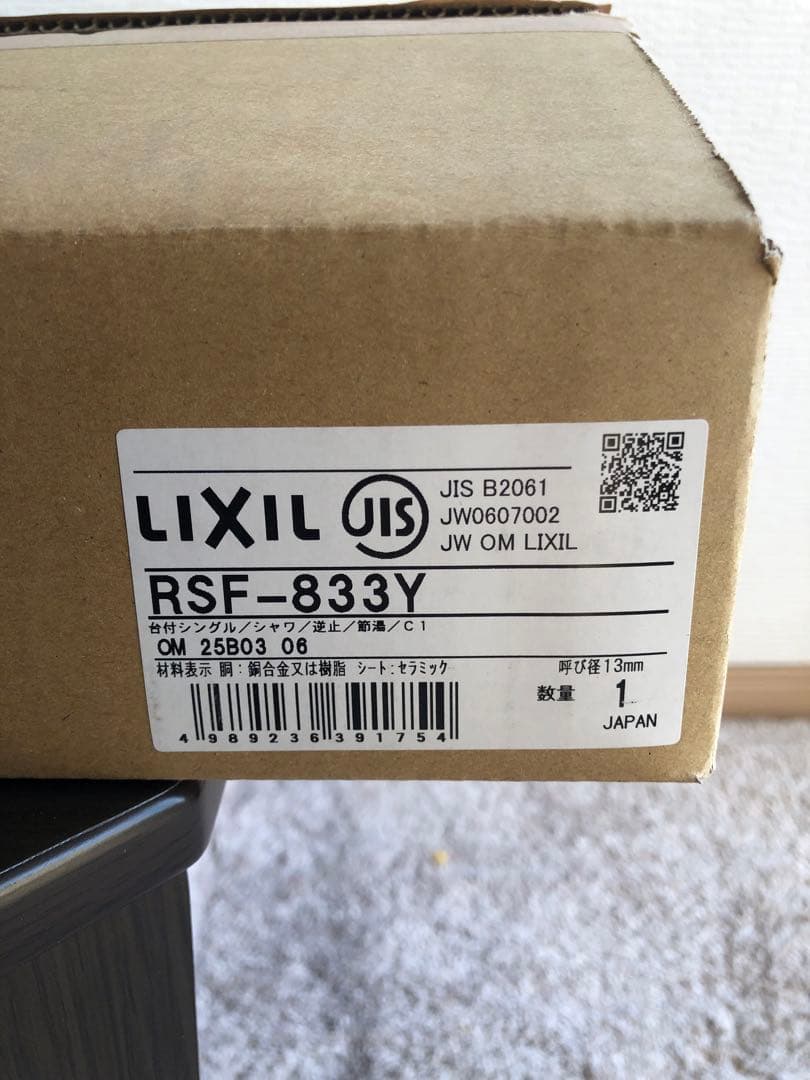 LIXIL JIS
JIS B2061
JW0607002
JW OM LIXIL
RSF-833Y
台付シングル/シャワ/逆止/節湯/C1
OM 25B03 06
材料表示 胴:銅合金又は樹脂 シート:セラミック
呼び径13mm
数量 1
JAPAN
4989236391754